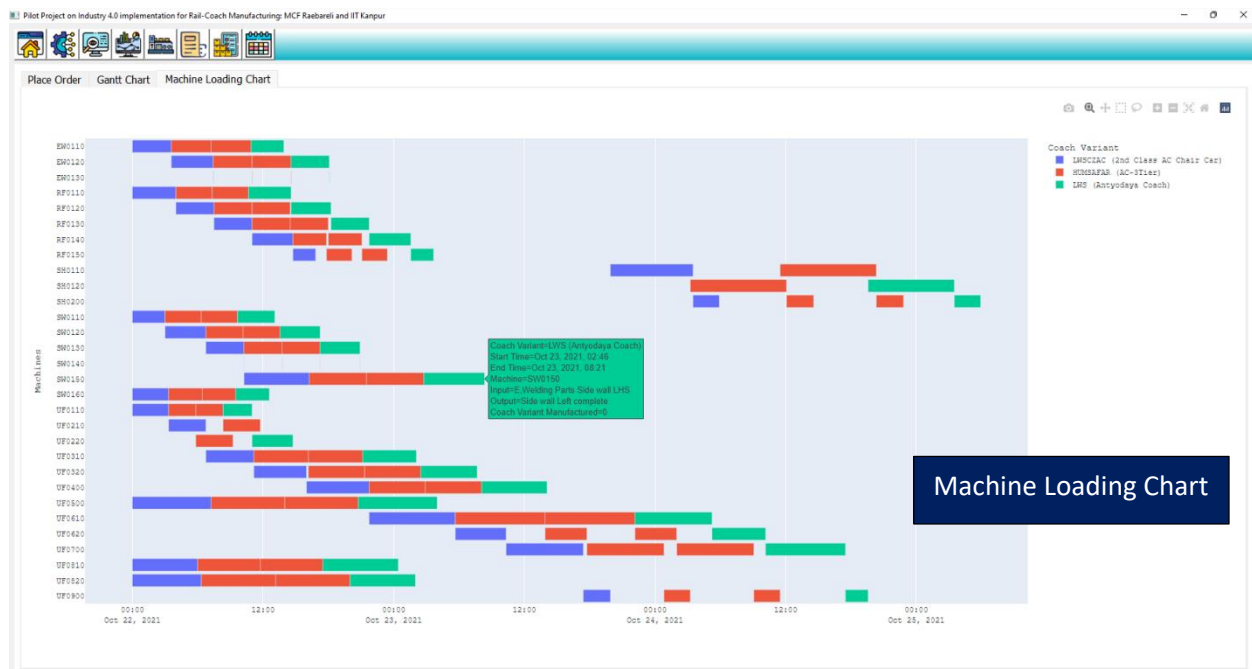 Pilot Project on Industry 4.0 implementation for Rail-Coach Manufacturing: MCF Raebareli and IIT Kanpur
Place Order Gantt Chart Machine Loading Chart
Coach Variant
LWSCZAC (2nd Class AC Chair Car)
HUMSAFAR (AC-3Tier)
LWS (Antyodaya Coach)
Machines
EW0110
EW0120
EW0130
RF0110
RF0120
RF0130
RF0140
RF0150
SH0110
SH0120
SH0200
SW0110
SW0120
SW0130
SW0140
SW0150
SW0160
UF0110
UF0210
UF0220
UF0310
UF0320
UF0400
UF0500
UF0610
UF0620
UF0700
UF0810
UF0820
UF0900
Coach Variant=LWS (Antyodaya Coach)
Start Time=Oct 23, 2021, 02:46
End Time=Oct 23, 2021, 08:21
Machine=SW0150
Input=E.Welding Parts Side wall LHS
Output=Side wall Left complete
Coach Variant Manufactured=0
Machine Loading Chart
00:00 12:00 00:00 12:00 00:00 12:00 00:00
Oct 22, 2021 Oct 23, 2021 Oct 24, 2021 Oct 25, 2021